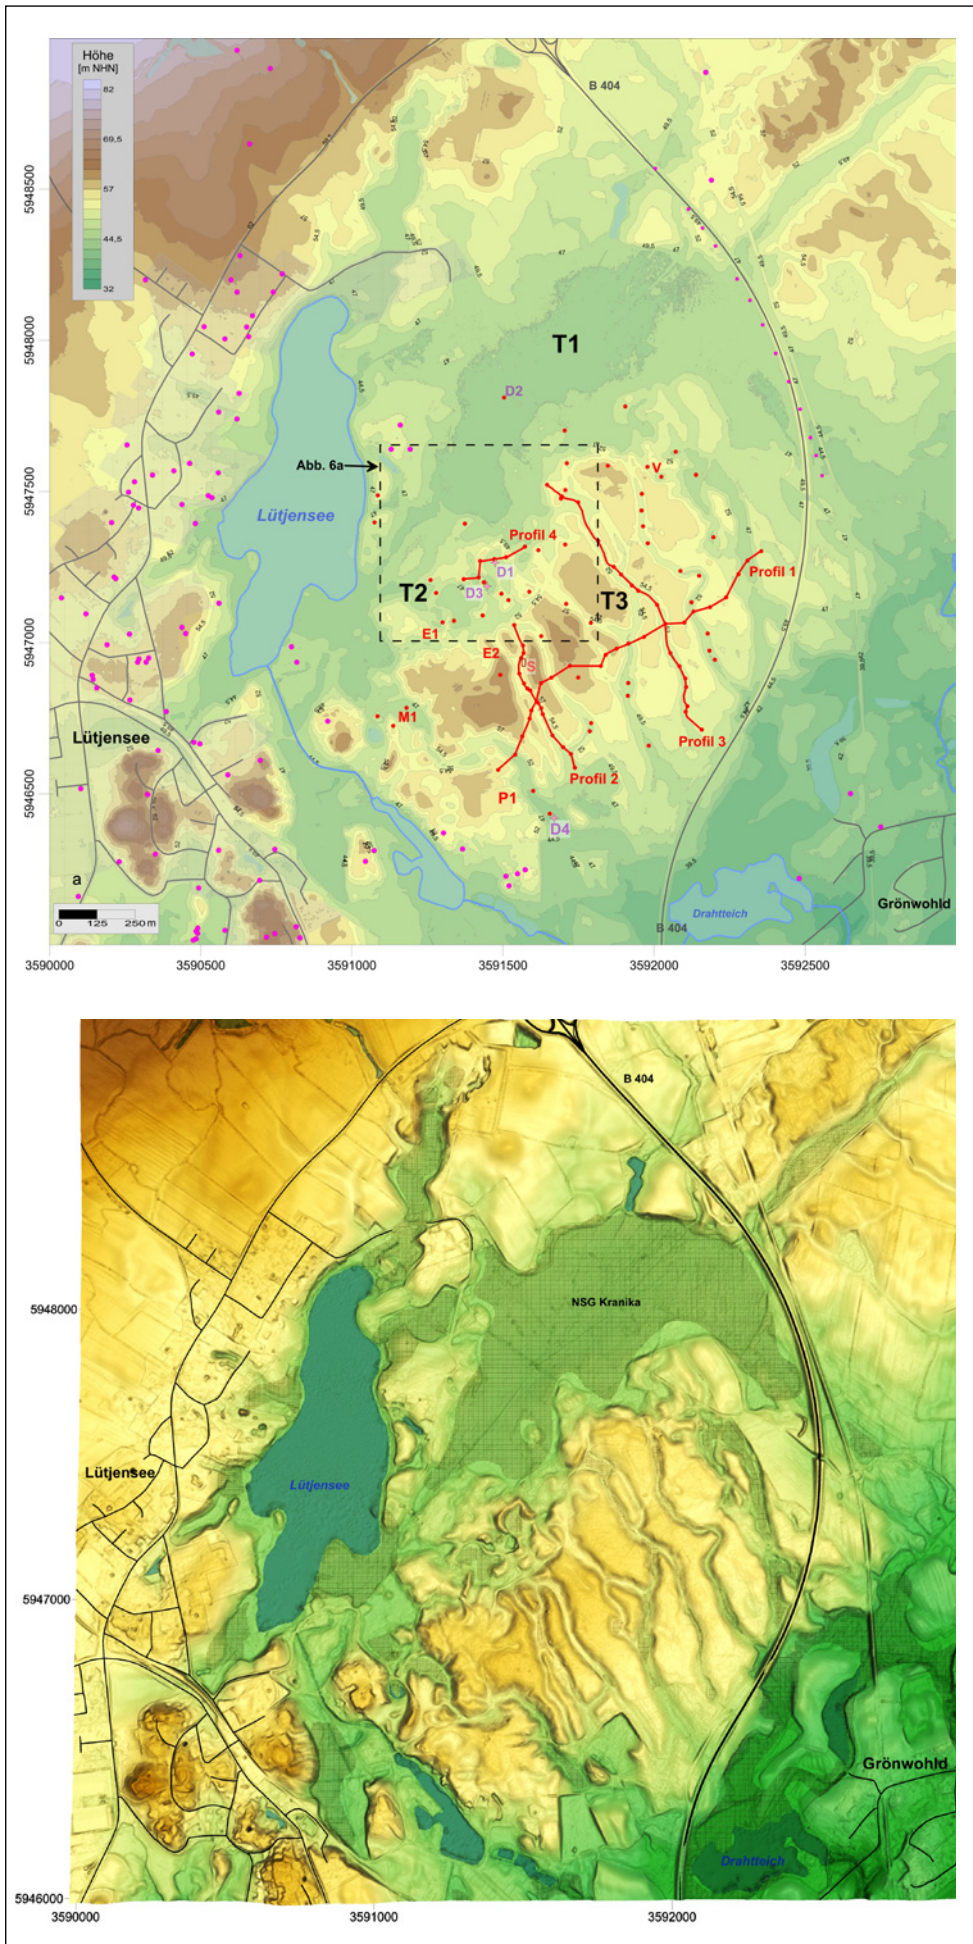 Höhe
[m NHN]
82
69,5
57
44,5
32
B 404
5948500
5948000
5947500
5947000
5946500
T1
D2
Abb. 6a
V
Lütjensee
Profil 4
D1
Profil 1
T2
D3
T3
E1
E2
S
M1
Lütjensee
Profil 3
Profil 2
P1
D4
a
0 125 250 m
Drahtteich
Grönwohld
B 404
3590000 3590500 3591000 3591500 3592000 3592500
B 404
NSG Kranika
5948000
Lütjensee
Lütjensee
5947000
Grönwohld
Drahtteich
5946000
3590000 3591000 3592000